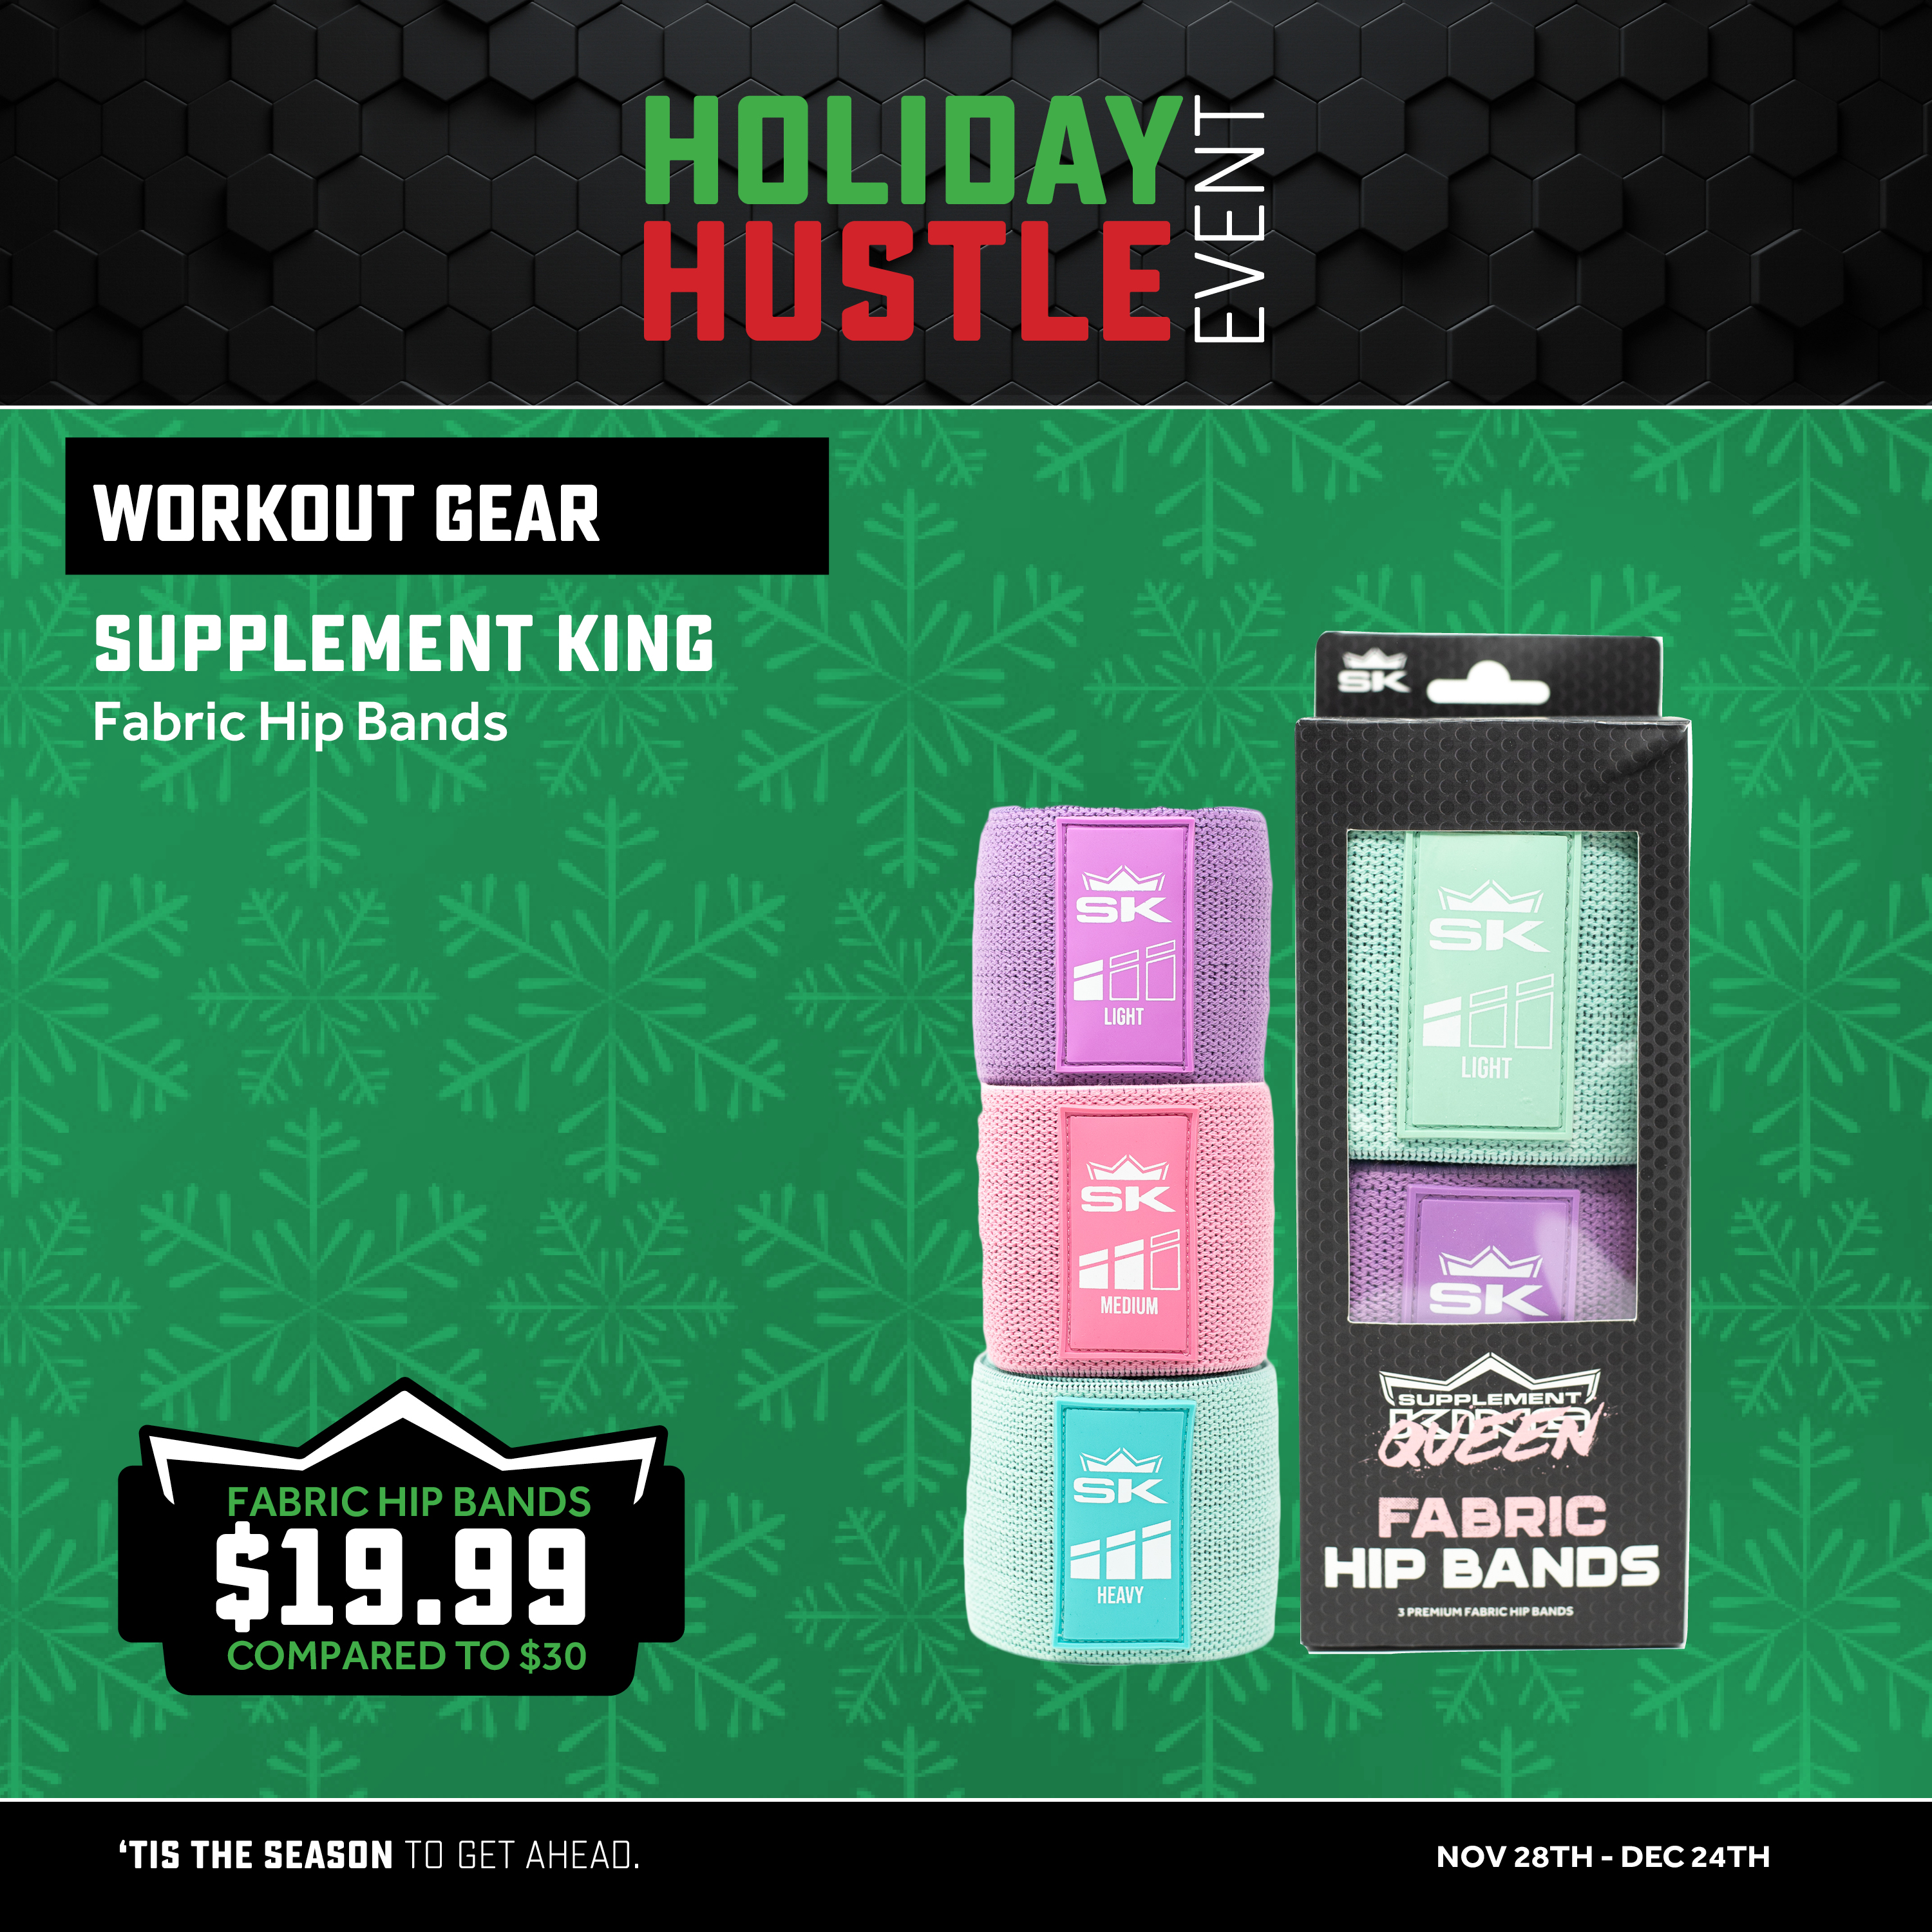 HOLIDAY
HUSTLE
EVENT
WORKOUT GEAR
SUPPLEMENT KING
Fabric Hip Bands
SK
SK
LIGHT
SK
MEDIUM
SK
HEAVY
SK
LIGHT
SK
SUPPLEMENT
KING
QUEEN
FABRIC
HIP BANDS
3 PREMIUM FABRIC HIP BANDS
FABRIC HIP BANDS
$19.99
COMPARED TO $30
‘TIS THE SEASON TO GET AHEAD.
NOV 28TH - DEC 24TH